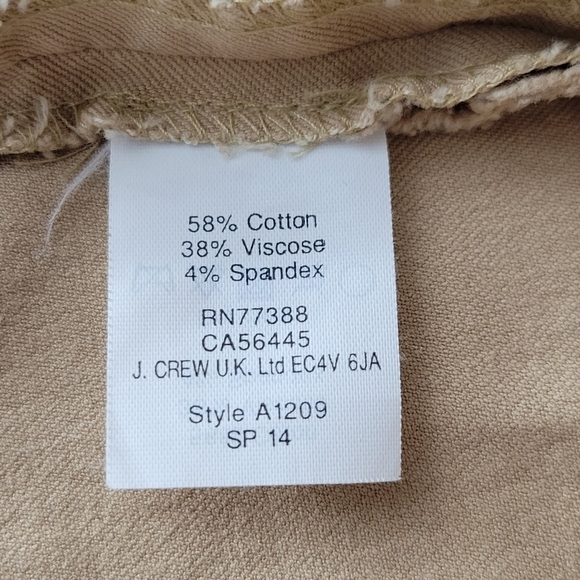 58% Cotton
38% Viscose
4% Spandex
RN77388
CA56445
J. CREW U.K. Ltd EC4V 6JA
Style A1209
SP 14